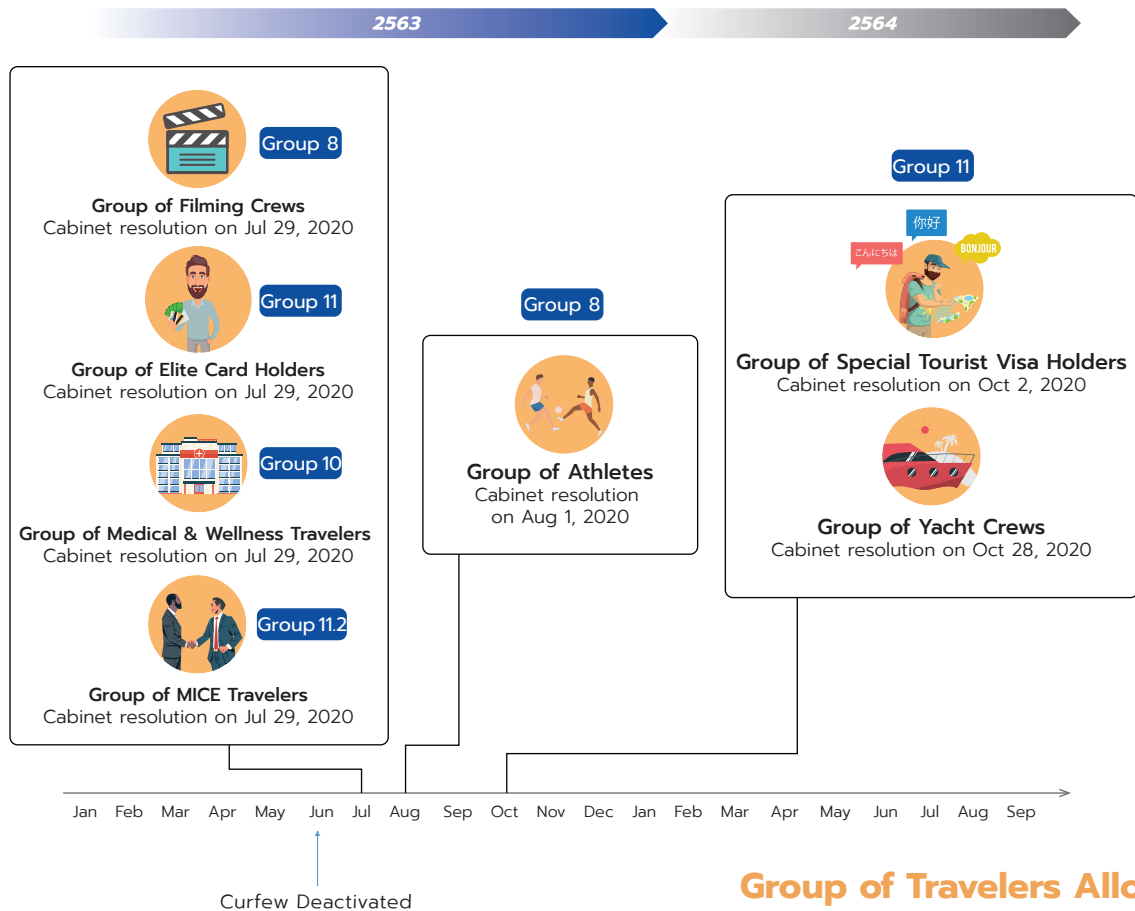 2563
2564
Group 8
Group of Filming Crews
Cabinet resolution on Jul 29, 2020
Group 11
Group of Elite Card Holders
Cabinet resolution on Jul 29, 2020
Group 10
Group of Medical & Wellness Travelers
Cabinet resolution on Jul 29, 2020
Group 11.2
Group of MICE Travelers
Cabinet resolution on Jul 29, 2020
Group 8
Group of Athletes
Cabinet resolution
on Aug 1, 2020
Group 11
你好
こんにちは
BONJOUR
Group of Special Tourist Visa Holders
Cabinet resolution on Oct 2, 2020
Group of Yacht Crews
Cabinet resolution on Oct 28, 2020
Jan Feb Mar Apr May Jun Jul Aug Sep Oct Nov Dec Jan Feb Mar Apr May Jun Jul Aug Sep
Curfew Deactivated
Group of Travelers Allo